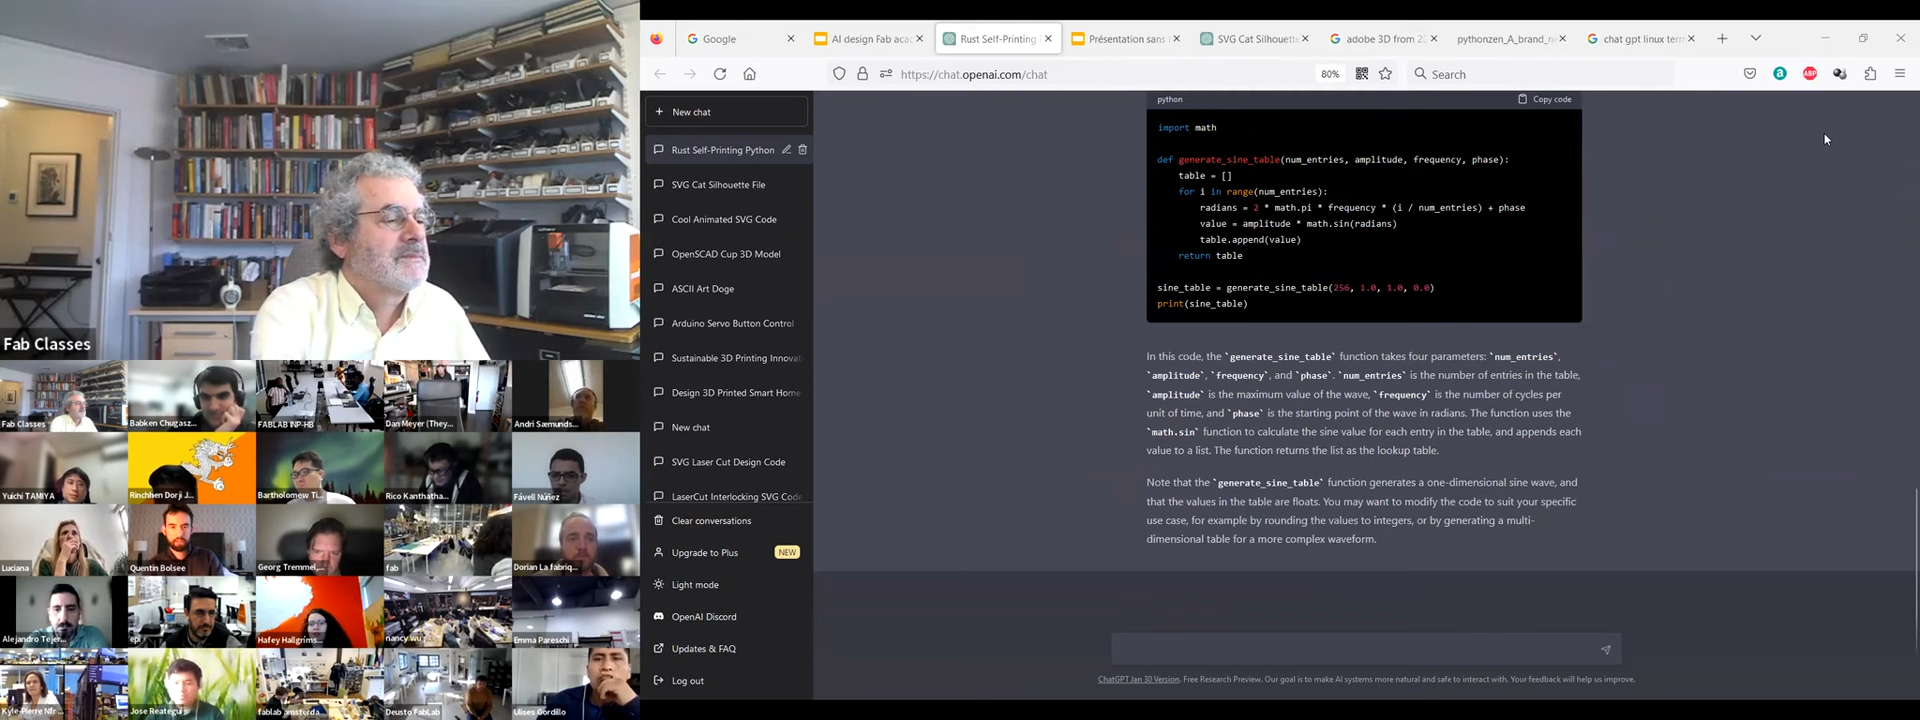 Fab Classes
Fab Classes
Babken Chugasz...
FABLAB INP-HB
Dan Meyer (They...
Andri Sæmunds...
Yuichi TAMIYA
Rinchhen Dorji J...
Bartholomew Ti...
Rico Kanthatha...
Fávell Núñez
Luciana
Quentin Bolsee
Georg Tremmel,...
fab
Dorian La fabriq...
Alejandro Tejer...
epi
Hafey Hallgríms...
nancy wu
Emma Pareschi
Kyle-Pierre Nfr...
Jose Reategui
fablab amsterda...
Deusto FabLab
Ulises Gordillo
Google
AI design Fab aca
Rust Self-Printing
Présentation sans
SVG Cat Silhouette
adobe 3D from 2D
pythonzen_A_brand_n
chat gpt linux term
https://chat.openai.com/chat
80%
Search
a
ABP
New chat
Rust Self-Printing Python
SVG Cat Silhouette File
Cool Animated SVG Code
OpenSCAD Cup 3D Model
ASCII Art Doge
Arduino Servo Button Control
Sustainable 3D Printing Innovat
Design 3D Printed Smart Home
New chat
SVG Laser Cut Design Code
LaserCut Interlocking SVG Code
Clear conversations
Upgrade to Plus
NEW
Light mode
OpenAI Discord
Updates & FAQ
Log out
python
Copy code
import math
def generate_sine_table(num_entries, amplitude, frequency, phase):
table = []
for i in range(num_entries):
radians = 2 * math.pi * frequency * (i / num_entries) + phase
value = amplitude * math.sin(radians)
table.append(value)
return table
sine_table = generate_sine_table(256, 1.0, 1.0, 0.0)
print(sine_table)
In this code, the `generate_sine_table` function takes four parameters: `num_entries`,
`amplitude`, `frequency`, and `phase`. `num_entries` is the number of entries in the table,
`amplitude` is the maximum value of the wave, `frequency` is the number of cycles per
unit of time, and `phase` is the starting point of the wave in radians. The function uses the
`math.sin` function to calculate the sine value for each entry in the table, and appends each
value to a list. The function returns the list as the lookup table.
Note that the `generate_sine_table` function generates a one-dimensional sine wave, and
that the values in the table are floats. You may want to modify the code to suit your specific
use case, for example by rounding the values to integers, or by generating a multi-
dimensional table for a more complex waveform.
ChatGPT Jan 30 Version. Free Research Preview. Our goal is to make AI systems more natural and safe to interact with. Your feedback will help us improve.